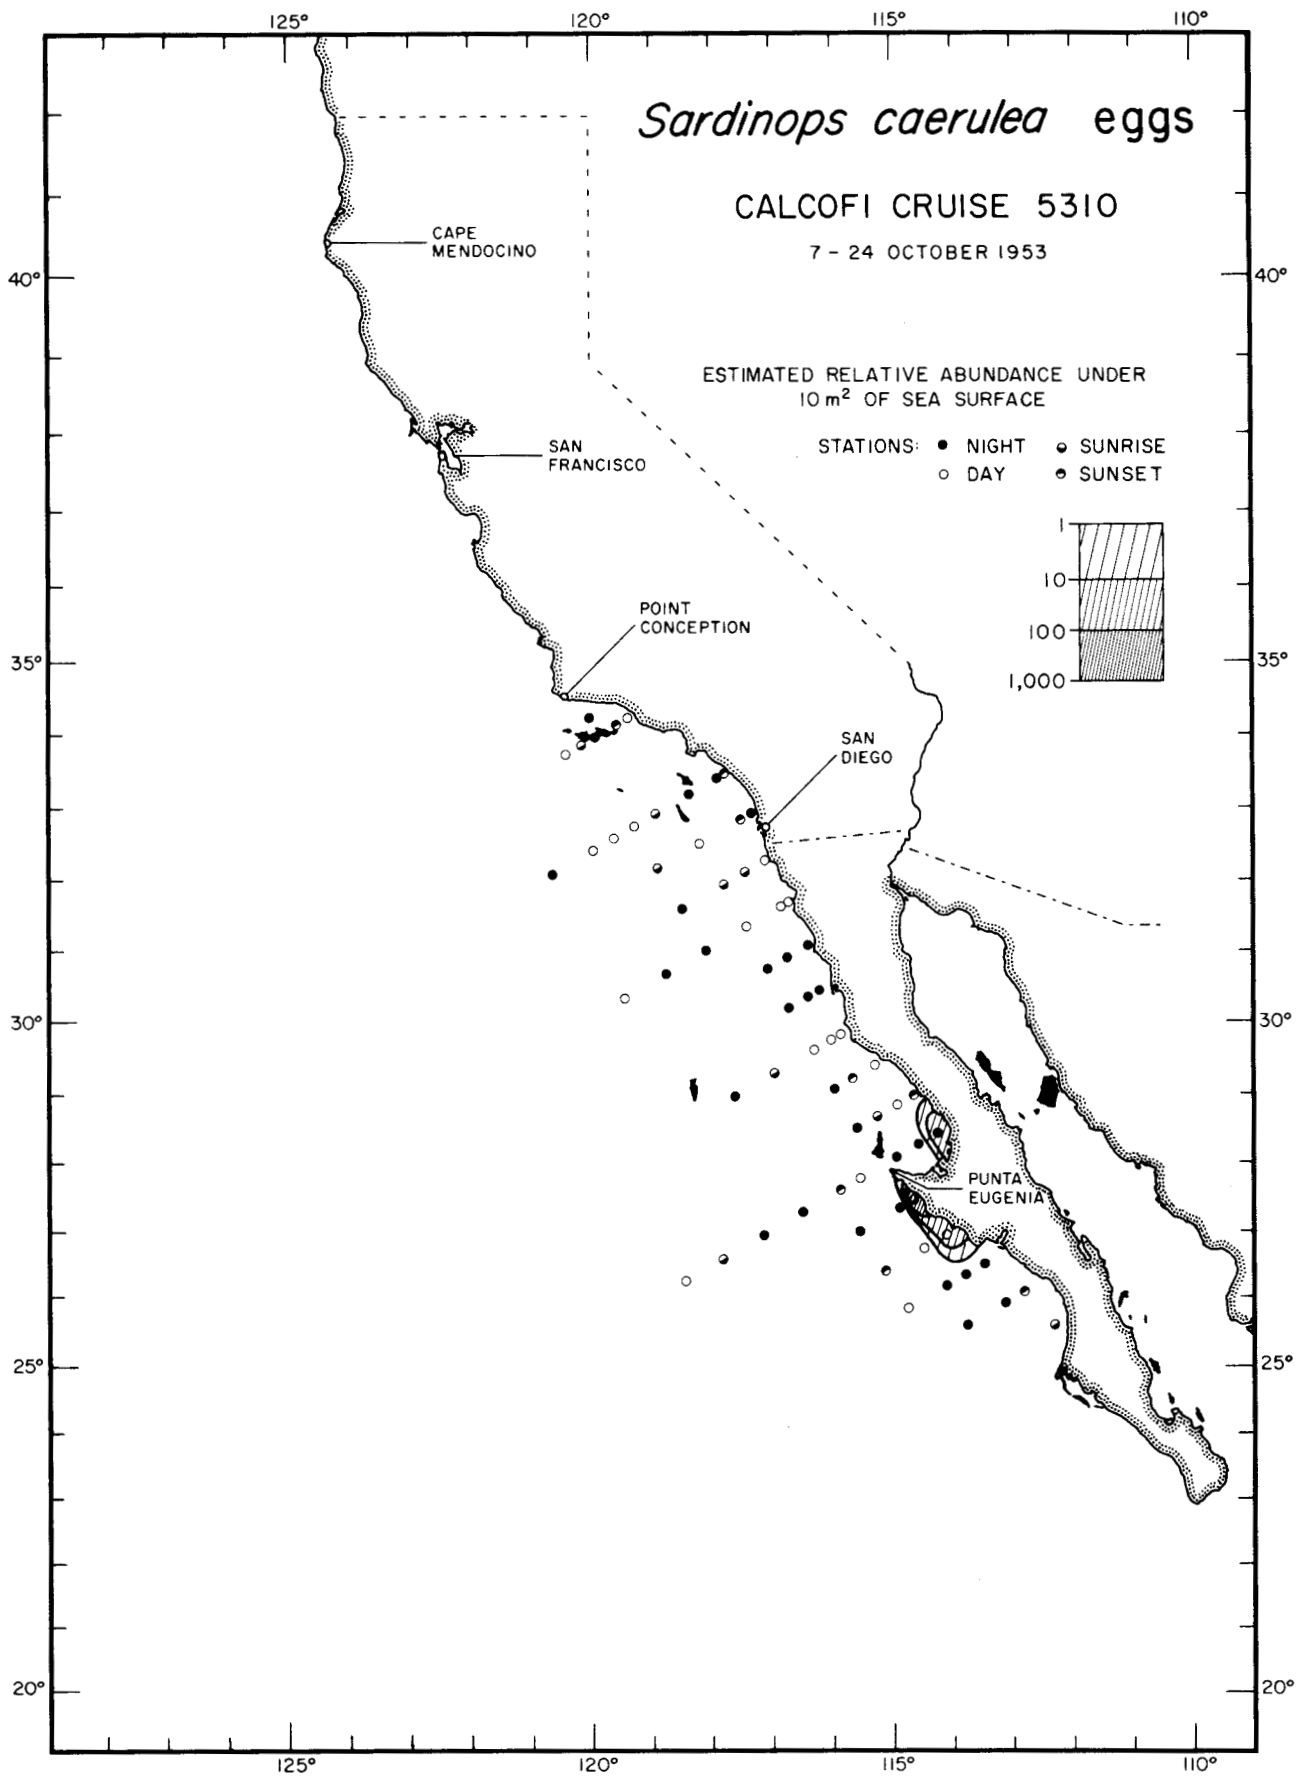 125° 120° 115° 110°
Sardinops caerulea eggs
CALCOFI CRUISE 5310
7 - 24 OCTOBER 1953
CAPE
MENDOCINO
40° 40°
ESTIMATED RELATIVE ABUNDANCE UNDER
10 m² OF SEA SURFACE
STATIONS: NIGHT SUNRISE
DAY SUNSET
SAN
FRANCISCO
1
10
100
1,000
POINT
CONCEPTION
35° 35°
SAN
DIEGO
30° 30°
PUNTA
EUGENIA
25° 25°
20° 20°
125° 120° 115° 110°